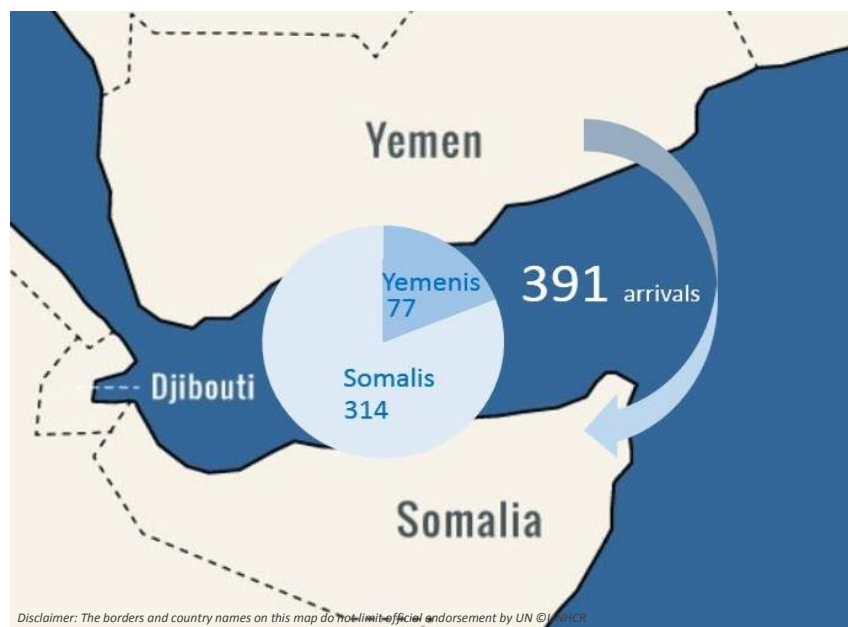 Yemen
Yemenis
77
391 arrivals
Somalis
314
Djibouti
Somalia
Disclaimer: The borders and country names on this map do not limit official endorsement by UN ©UNHCR